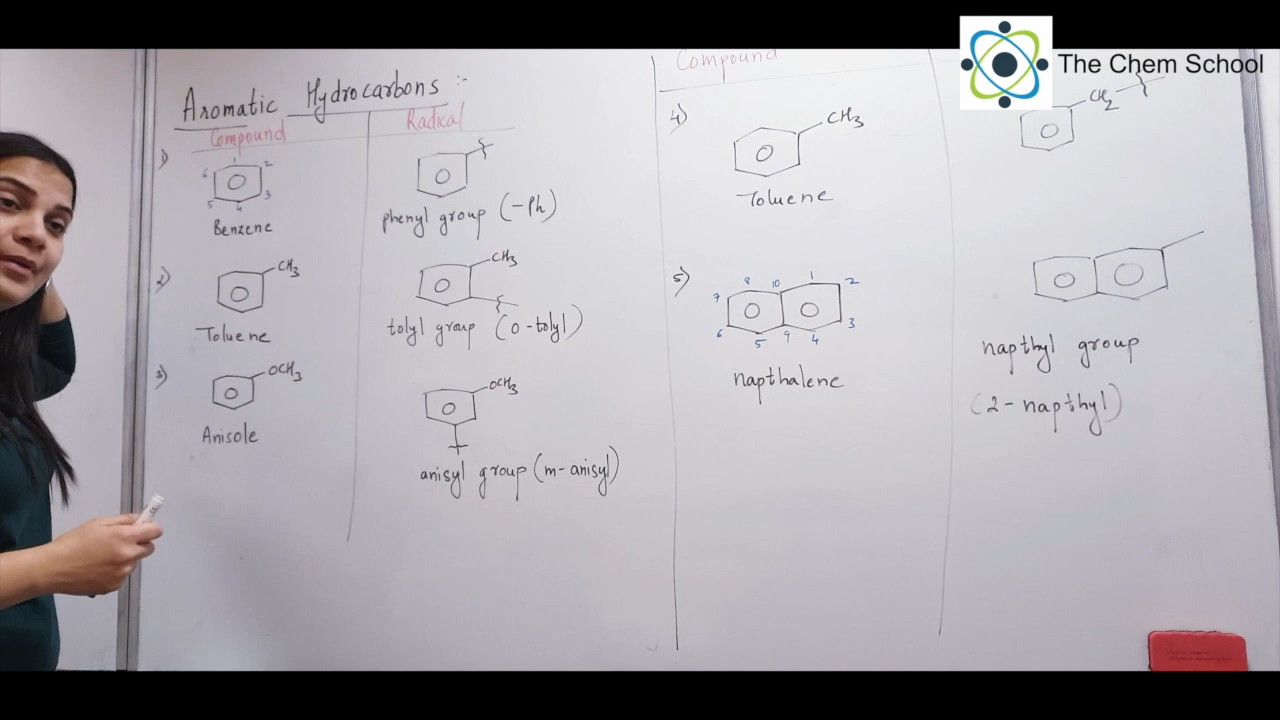 The Chem School
Aromatic Hydrocarbons :-
Compound Radical
1)
1
2
3
4
5
6
Benzene
phenyl group (-Ph)
2)
CH3
Toluene
CH3
tolyl group (o-tolyl)
3)
OCH3
Anisole
OCH3
anisyl group (m-anisyl)
Compound
4)
CH3
Toluene
CH2
5)
1
2
3
4
9
5
6
7
8
10
napthalene
napthyl group
(2-napthyl)